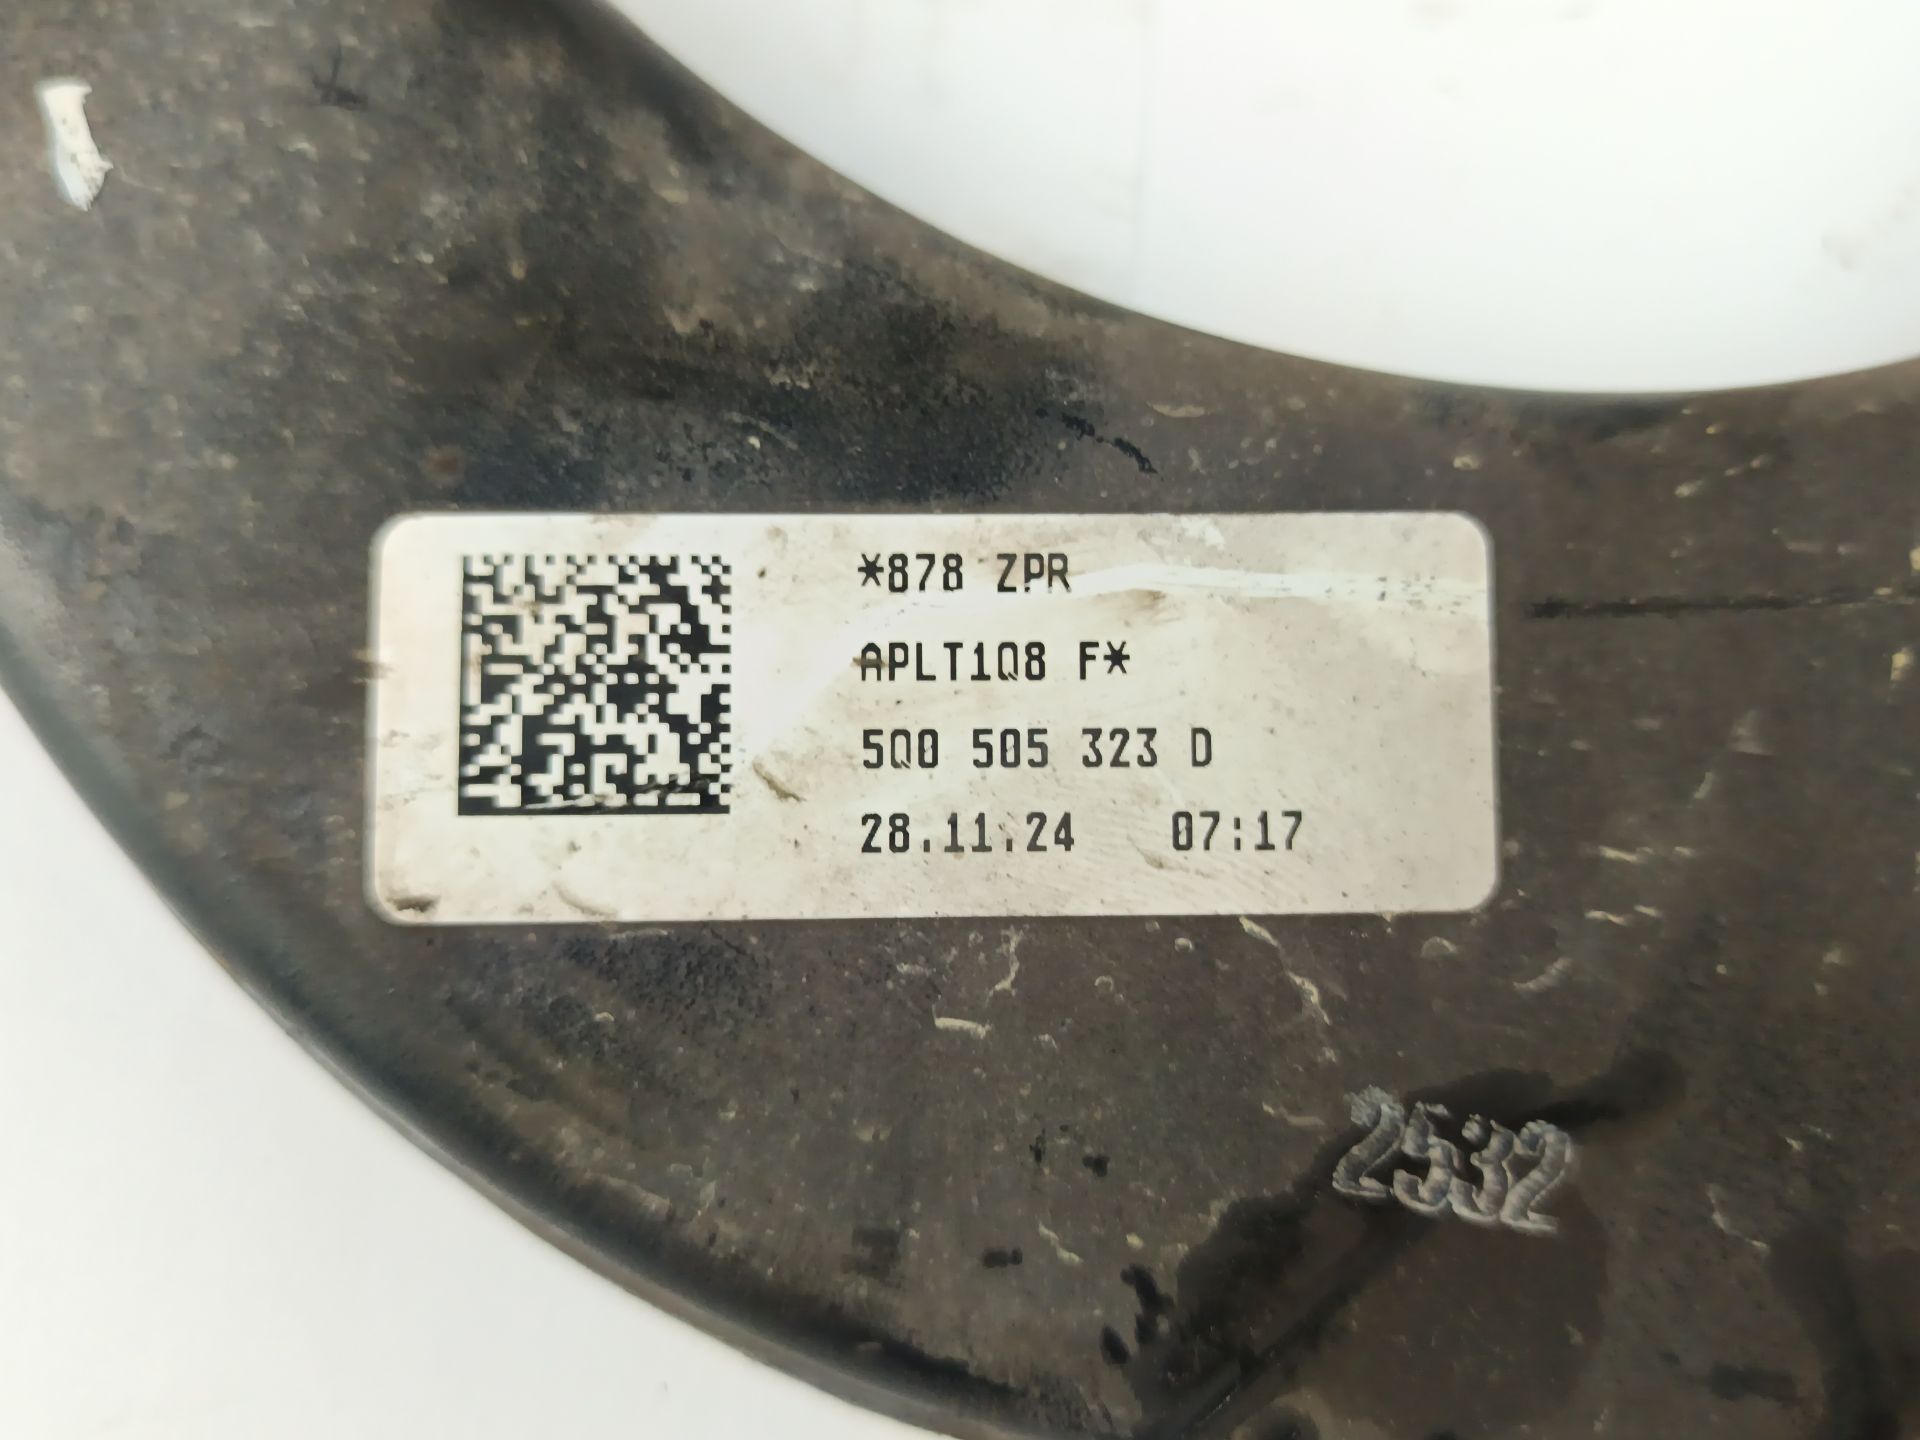 *878 ZPR
APLT1Q8 F*
5Q0 505 323 D
28.11.24 07:17
2532